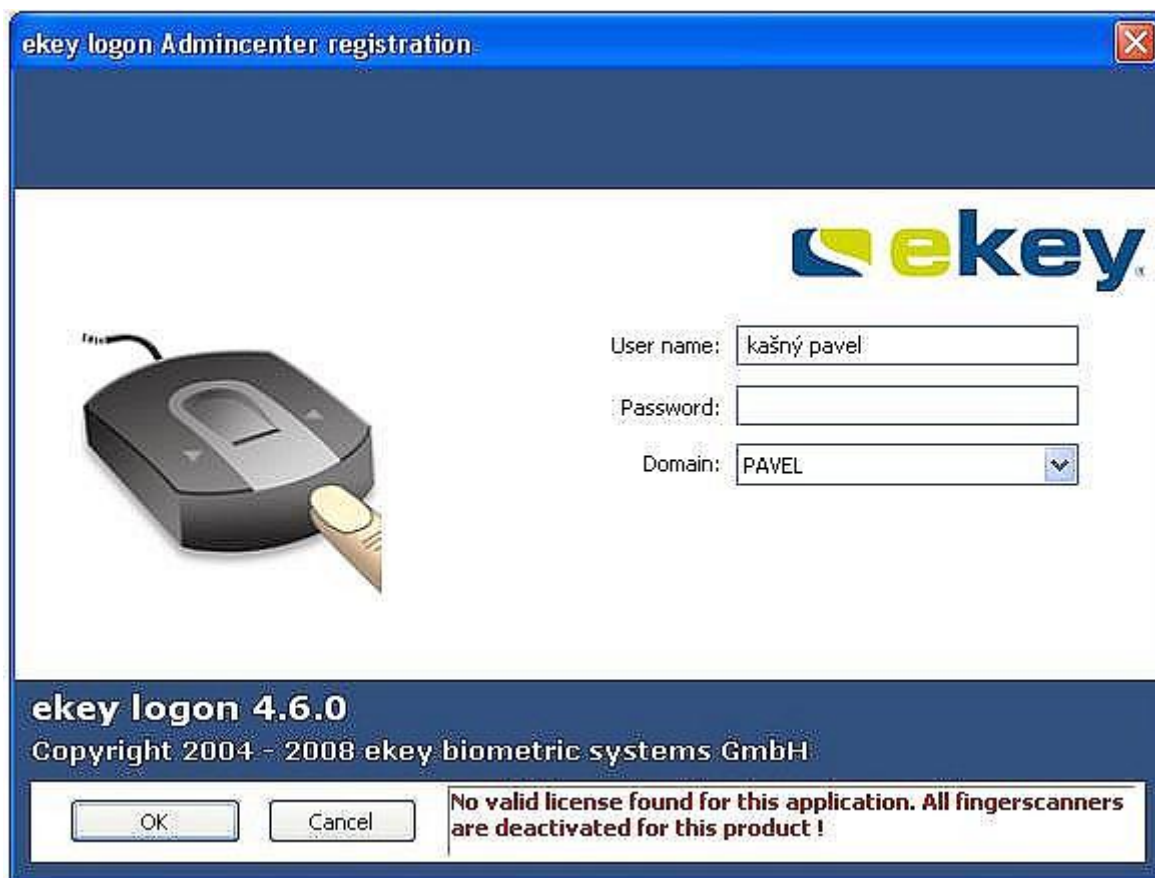 ekey logon Admincenter registration
ekey
User name: kašný pavel
Password:
Domain: PAVEL
ekey logon 4.6.0
Copyright 2004 - 2008 ekey biometric systems GmbH
OK Cancel
No valid license found for this application. All fingerscanners
are deactivated for this product !